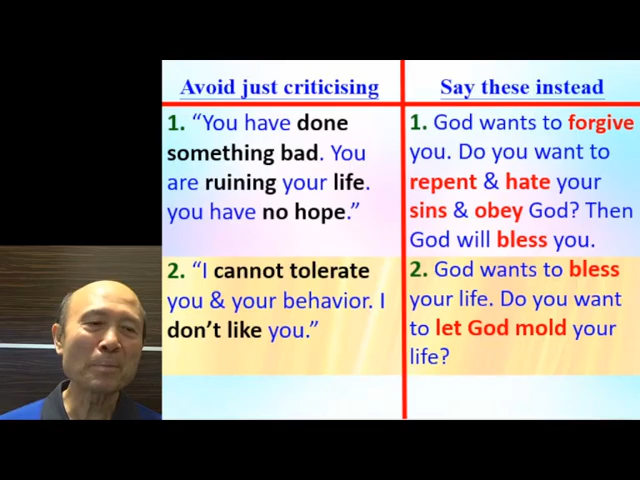 Avoid just criticising
Say these instead
1. “You have done
something bad. You
are ruining your life.
you have no hope.”
1. God wants to forgive
you. Do you want to
repent & hate your
sins & obey God? Then
God will bless you.
2. “I cannot tolerate
you & your behavior. I
don’t like you.”
2. God wants to bless
your life. Do you want
to let God mold your
life?